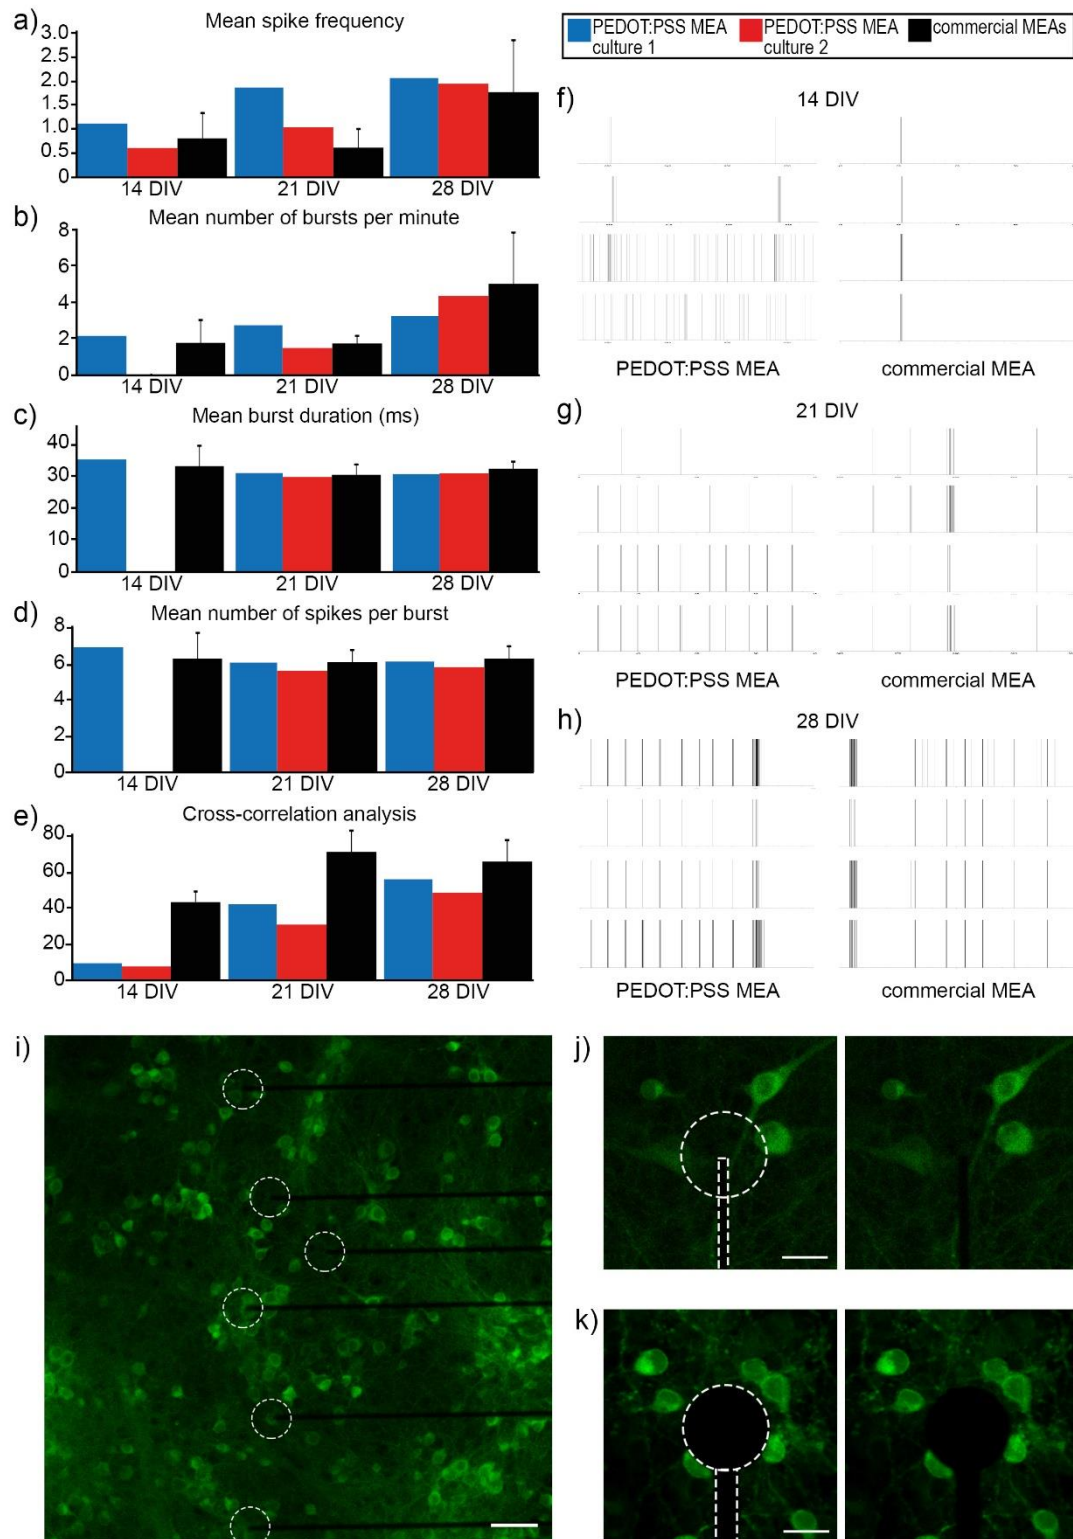 a)
Mean spike frequency
3.0
2.5
2.0
1.5
1.0
0.5
0
14 DIV 21 DIV 28 DIV
b)
Mean number of bursts per minute
8
6
4
2
0
14 DIV 21 DIV 28 DIV
c)
Mean burst duration (ms)
40
30
20
10
0
14 DIV 21 DIV 28 DIV
d)
Mean number of spikes per burst
8
6
4
2
0
14 DIV 21 DIV 28 DIV
e)
Cross-correlation analysis
80
60
40
20
0
14 DIV 21 DIV 28 DIV
PEDOT:PSS MEA
culture 1
PEDOT:PSS MEA
culture 2
commercial MEAs
f)
14 DIV
PEDOT:PSS MEA commercial MEA
g)
21 DIV
PEDOT:PSS MEA commercial MEA
h)
28 DIV
PEDOT:PSS MEA commercial MEA
i)
j)
k)